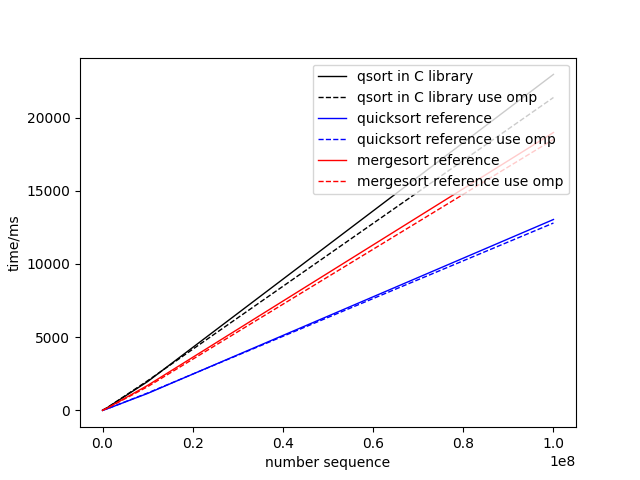 qsort in C library
qsort in C library use omp
quicksort reference
quicksort reference use omp
mergesort reference
mergesort reference use omp
20000
15000
10000
5000
0
time/ms
0.0 0.2 0.4 0.6 0.8 1.0
1e8
number sequence